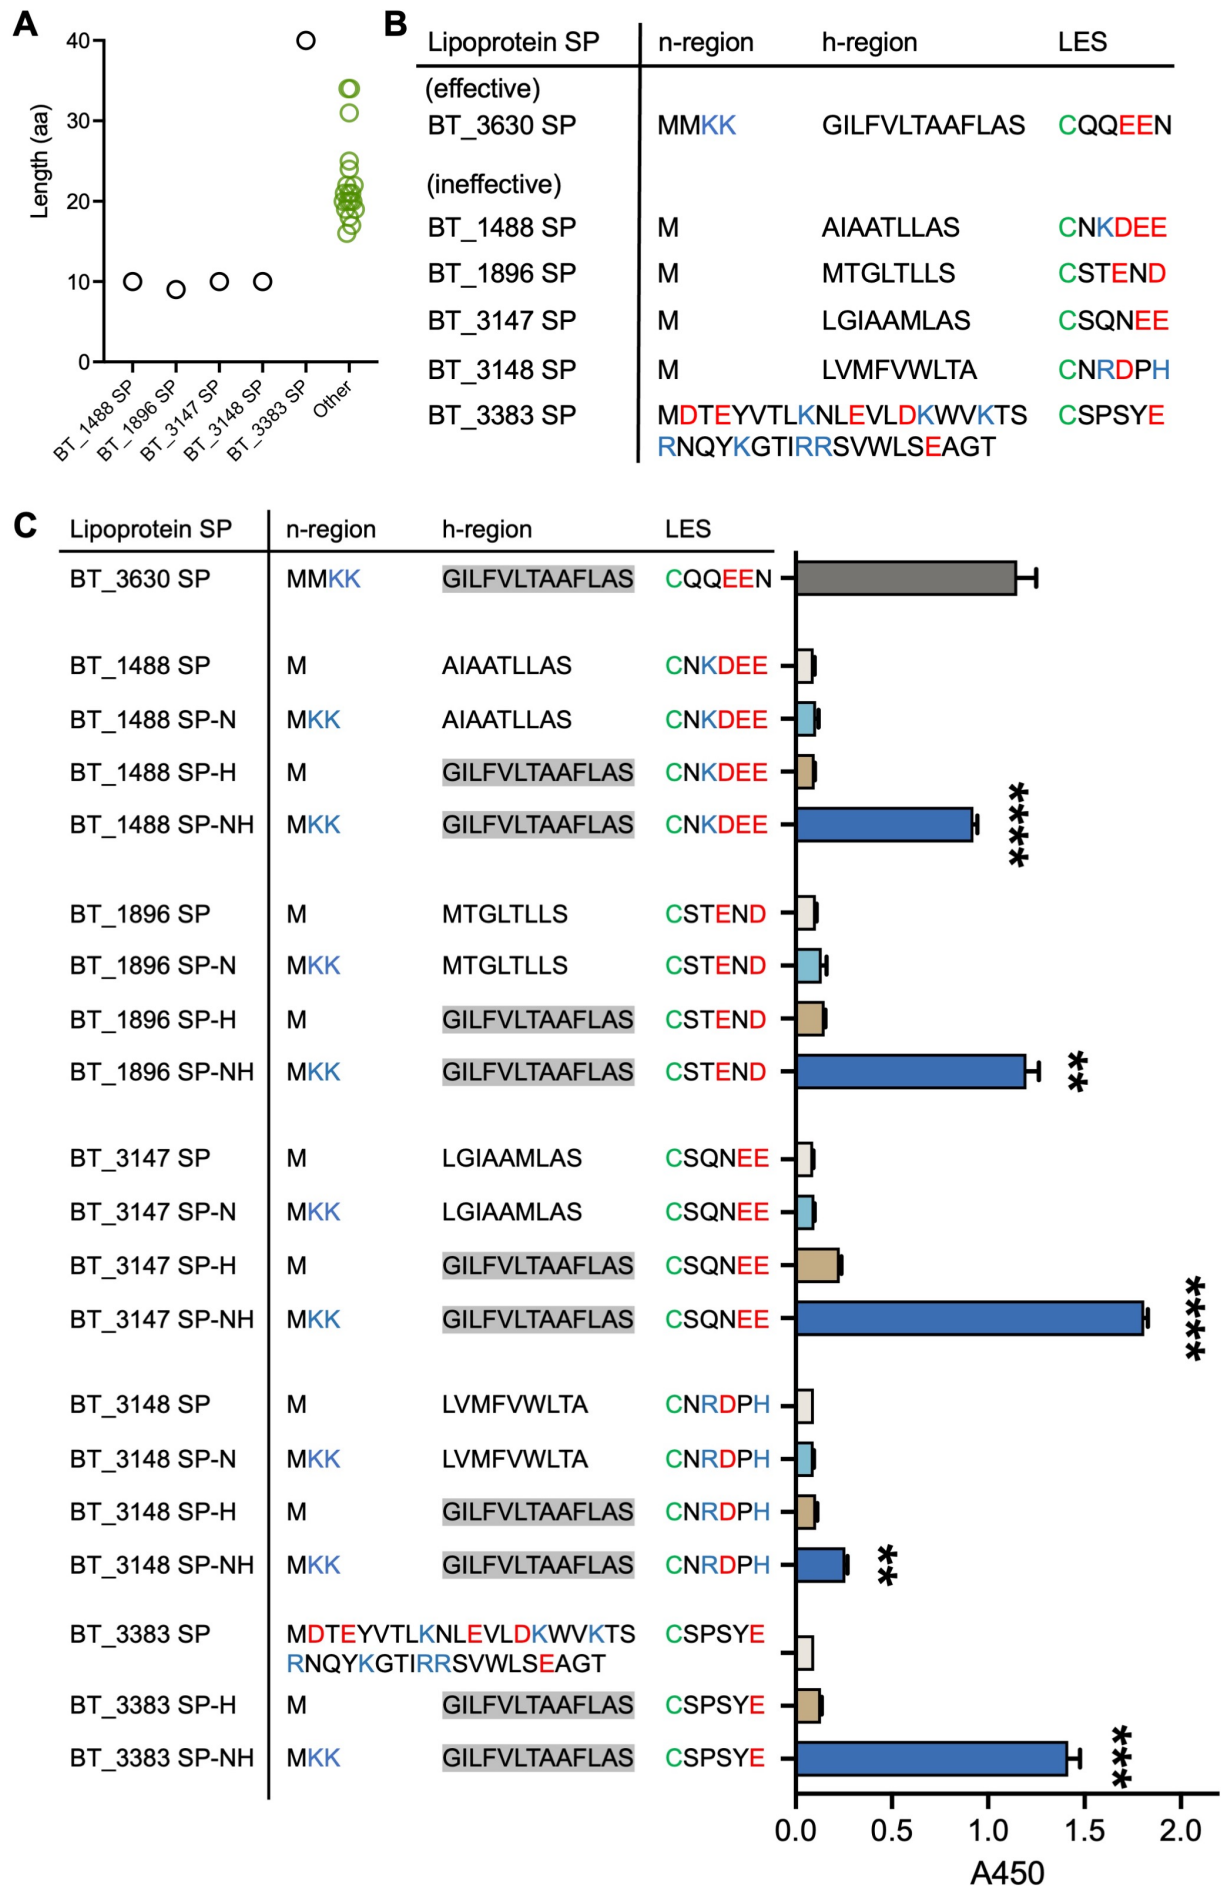 A
40
30
20
10
0
Length (aa)
BT_1488 SP
BT_1896 SP
BT_3147 SP
BT_3148 SP
BT_3383 SP
Other
B
Lipoprotein SP n-region h-region LES
(effective)
BT_3630 SP MMKK GILFVLTAAFLAS CQQEEN
(ineffective)
BT_1488 SP M AIAATLLAS CNKDEE
BT_1896 SP M MTGLTLLS CSTEND
BT_3147 SP M LGIAAMLAS CSQNEE
BT_3148 SP M LVMFVWLTA CNRDPH
BT_3383 SP MDTEYVTLKNLEVLDKWVKTS CSPSYE
RNQYKGTIRRSVWLSEAGT
C
Lipoprotein SP n-region h-region LES
BT_3630 SP MMKK GILFVLTAAFLAS CQQEEN
BT_1488 SP M AIAATLLAS CNKDEE
BT_1488 SP-N MKK AIAATLLAS CNKDEE
BT_1488 SP-H M GILFVLTAAFLAS CNKDEE
BT_1488 SP-NH MKK GILFVLTAAFLAS CNKDEE ****
BT_1896 SP M MTGLTLLS CSTEND
BT_1896 SP-N MKK MTGLTLLS CSTEND
BT_1896 SP-H M GILFVLTAAFLAS CSTEND
BT_1896 SP-NH MKK GILFVLTAAFLAS CSTEND **
BT_3147 SP M LGIAAMLAS CSQNEE
BT_3147 SP-N MKK LGIAAMLAS CSQNEE
BT_3147 SP-H M GILFVLTAAFLAS CSQNEE
BT_3147 SP-NH MKK GILFVLTAAFLAS CSQNEE ****
BT_3148 SP M LVMFVWLTA CNRDPH
BT_3148 SP-N MKK LVMFVWLTA CNRDPH
BT_3148 SP-H M GILFVLTAAFLAS CNRDPH
BT_3148 SP-NH MKK GILFVLTAAFLAS CNRDPH **
BT_3383 SP MDTEYVTLKNLEVLDKWVKTS CSPSYE
RNQYKGTIRRSVWLSEAGT
BT_3383 SP-H M GILFVLTAAFLAS CSPSYE
BT_3383 SP-NH MKK GILFVLTAAFLAS CSPSYE ***
0.0 0.5 1.0 1.5 2.0
A450